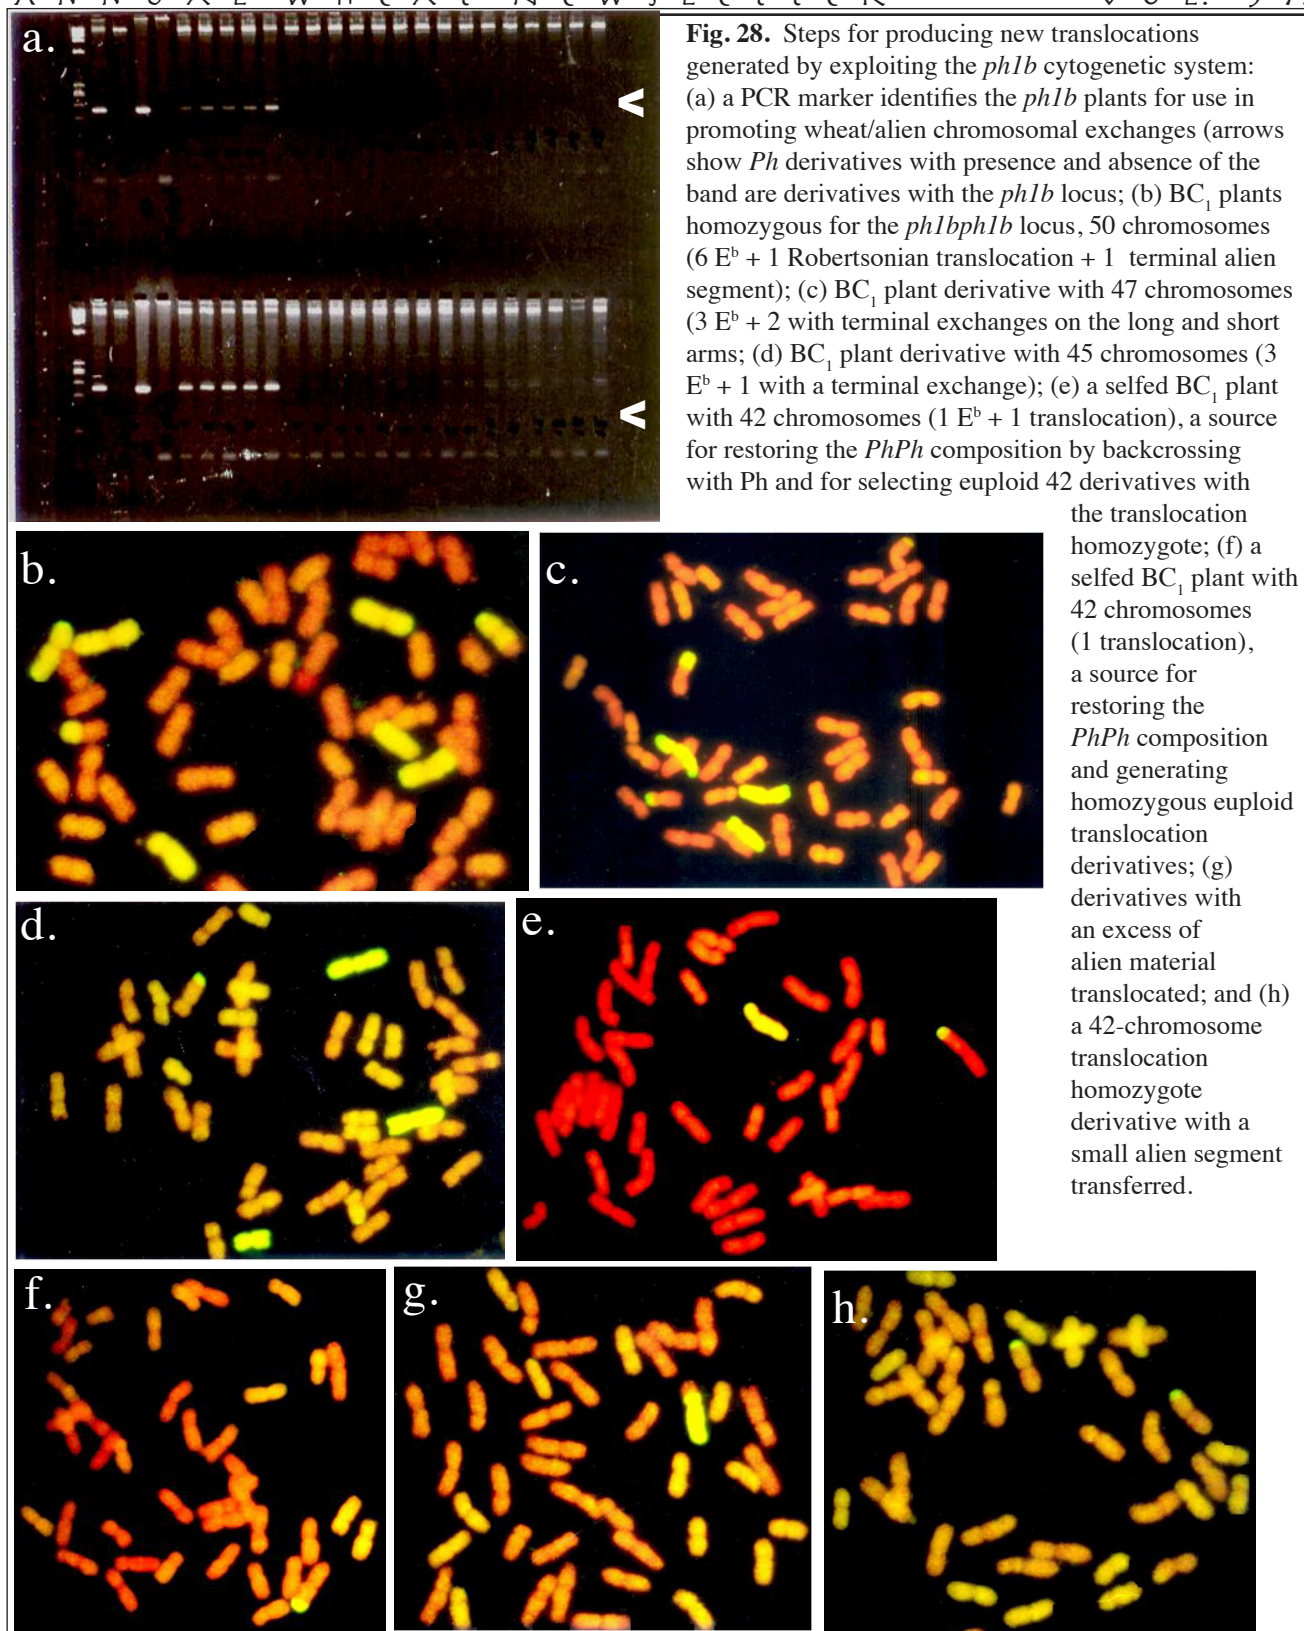 A N N U A L W H E A T N E W S L E T T E R V O L.
a.
Fig. 28. Steps for producing new translocations
generated by exploiting the ph1b cytogenetic system:
(a) a PCR marker identifies the ph1b plants for use in
promoting wheat/alien chromosomal exchanges (arrows
show Ph derivatives with presence and absence of the
band are derivatives with the ph1b locus; (b) BC₁ plants
homozygous for the ph1bph1b locus, 50 chromosomes
(6 Eᵇ + 1 Robertsonian translocation + 1 terminal alien
segment); (c) BC₁ plant derivative with 47 chromosomes
(3 Eᵇ + 2 with terminal exchanges on the long and short
arms; (d) BC₁ plant derivative with 45 chromosomes (3
Eᵇ + 1 with a terminal exchange); (e) a selfed BC₁ plant
with 42 chromosomes (1 Eᵇ + 1 translocation), a source
for restoring the PhPh composition by backcrossing
with Ph and for selecting euploid 42 derivatives with
the translocation
homozygote; (f) a
selfed BC₁ plant with
42 chromosomes
(1 translocation),
a source for
restoring the
PhPh composition
and generating
homozygous euploid
translocation
derivatives; (g)
derivatives with
an excess of
alien material
translocated; and (h)
a 42-chromosome
translocation
homozygote
derivative with a
small alien segment
transferred.
b.
c.
d.
e.
f.
g.
h.